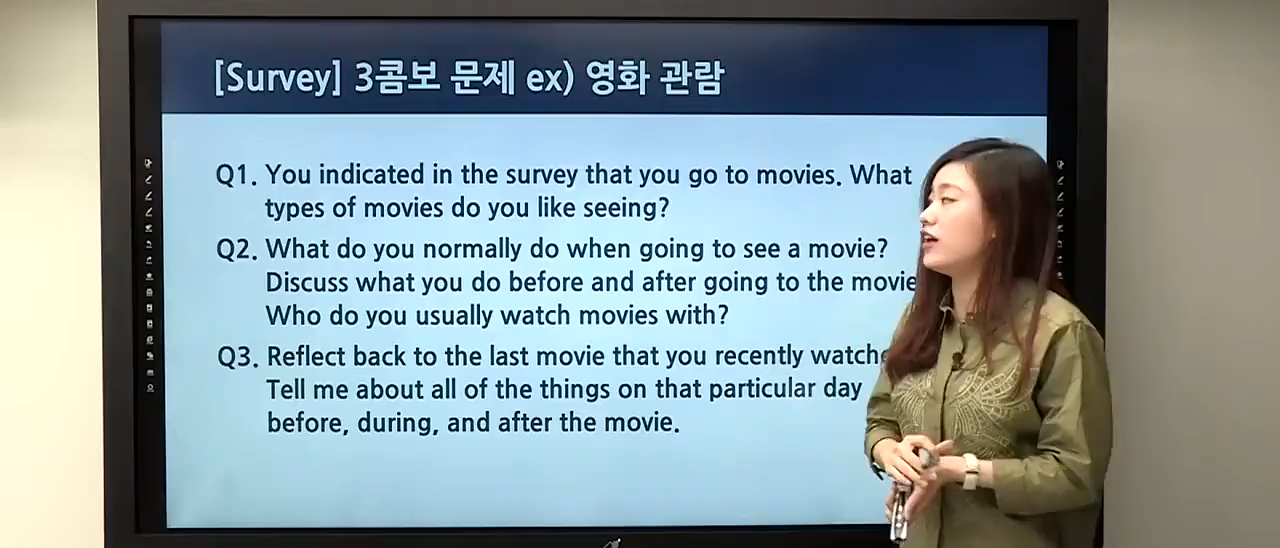 [Survey] 3콤보 문제 ex) 영화 관람
Q1. You indicated in the survey that you go to movies. What
types of movies do you like seeing?
Q2. What do you normally do when going to see a movie?
Discuss what you do before and after going to the movie
Who do you usually watch movies with?
Q3. Reflect back to the last movie that you recently watche
Tell me about all of the things on that particular day
before, during, and after the movie.